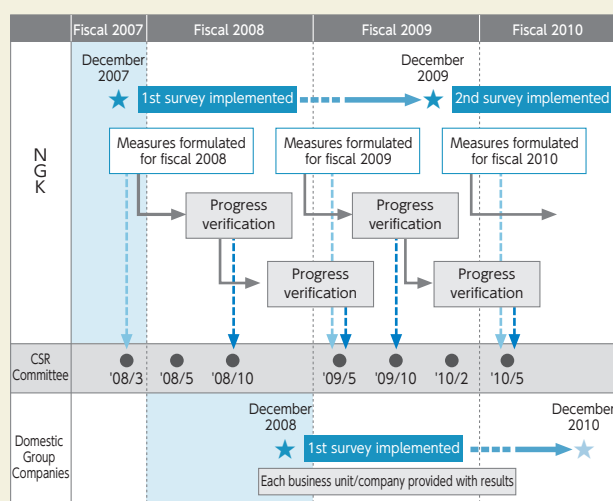 Fiscal 2007 Fiscal 2008 Fiscal 2009 Fiscal 2010
December
2007
December
2009
1st survey implemented
2nd survey implemented
N
G
K
Measures formulated
for fiscal 2008
Measures formulated
for fiscal 2009
Measures formulated
for fiscal 2010
Progress
verification
Progress
verification
Progress
verification
Progress
verification
CSR
Committee
'08/3 '08/5 '08/10 '09/5 '09/10 '10/2 '10/5
Domestic
Group
Companies
December
2008
December
2010
1st survey implemented
Each business unit/company provided with results